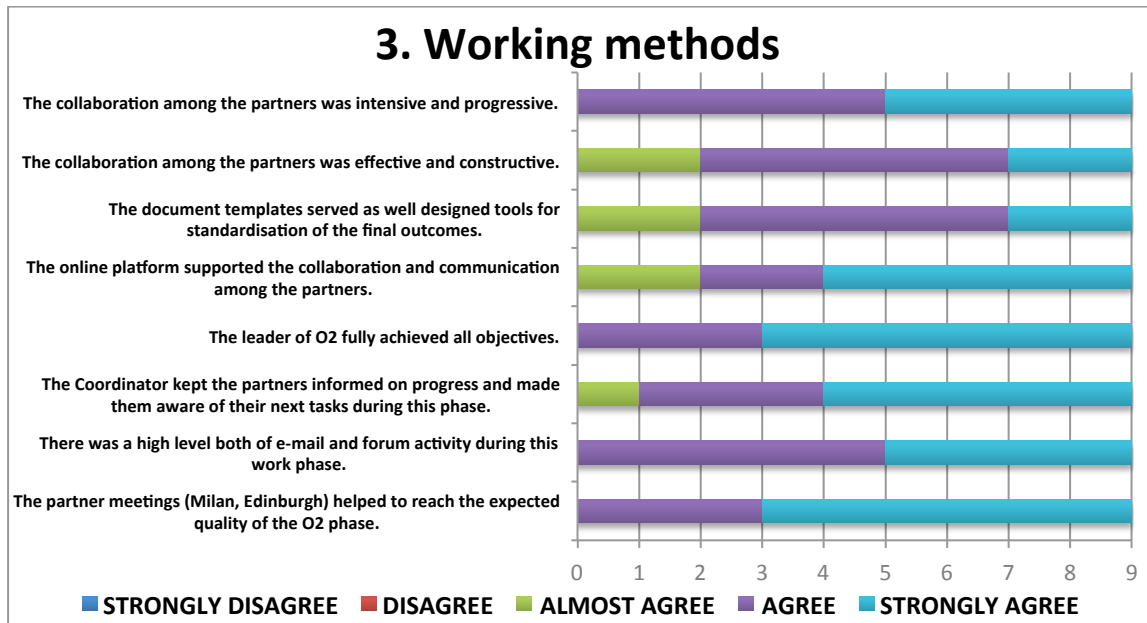 3. Working methods
The collaboration among the partners was intensive and progressive.
The collaboration among the partners was effective and constructive.
The document templates served as well designed tools for
standardisation of the final outcomes.
The online platform supported the collaboration and communication
among the partners.
The leader of O2 fully achieved all objectives.
The Coordinator kept the partners informed on progress and made
them aware of their next tasks during this phase.
There was a high level both of e-mail and forum activity during this
work phase.
The partner meetings (Milan, Edinburgh) helped to reach the expected
quality of the O2 phase.
0 1 2 3 4 5 6 7 8 9
STRONGLY DISAGREE DISAGREE ALMOST AGREE AGREE STRONGLY AGREE